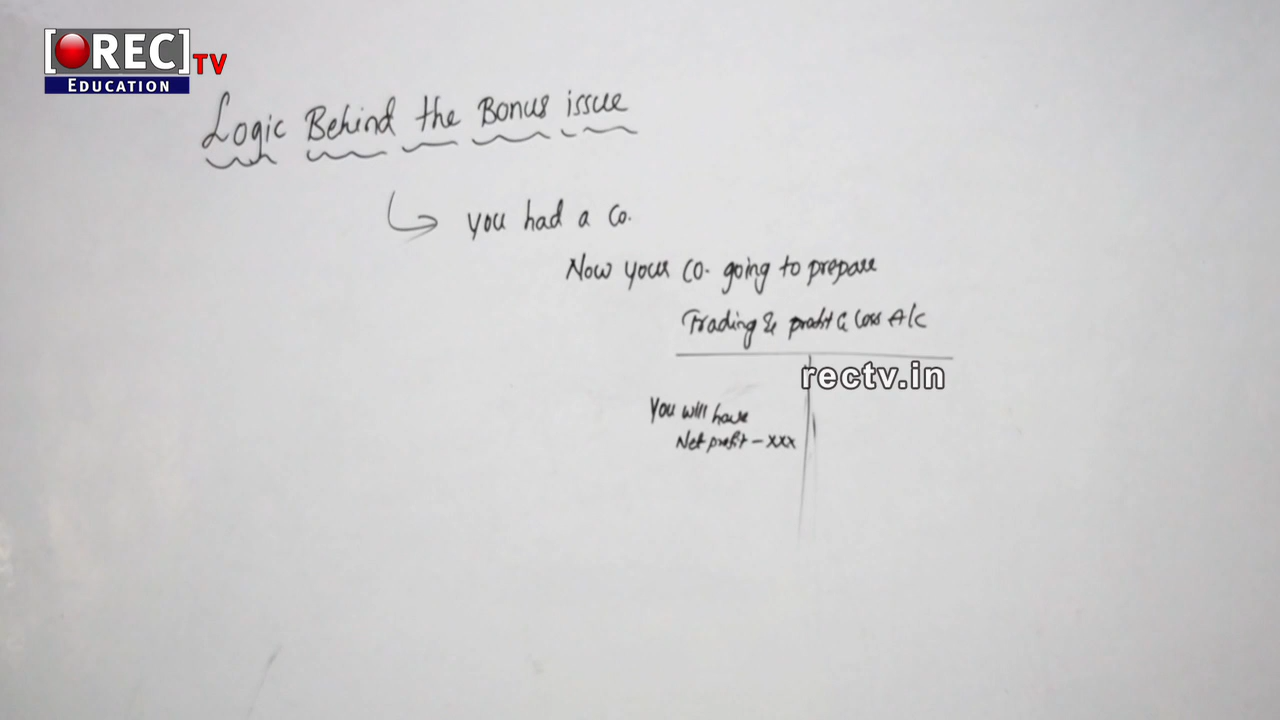 [REC] TV
EDUCATION
Logic Behind the Bonus issue
you had a Co.
Now your Co. going to prepare
Trading & profit & Loss A/c
rectv.in
You will have
Net profit - xxx